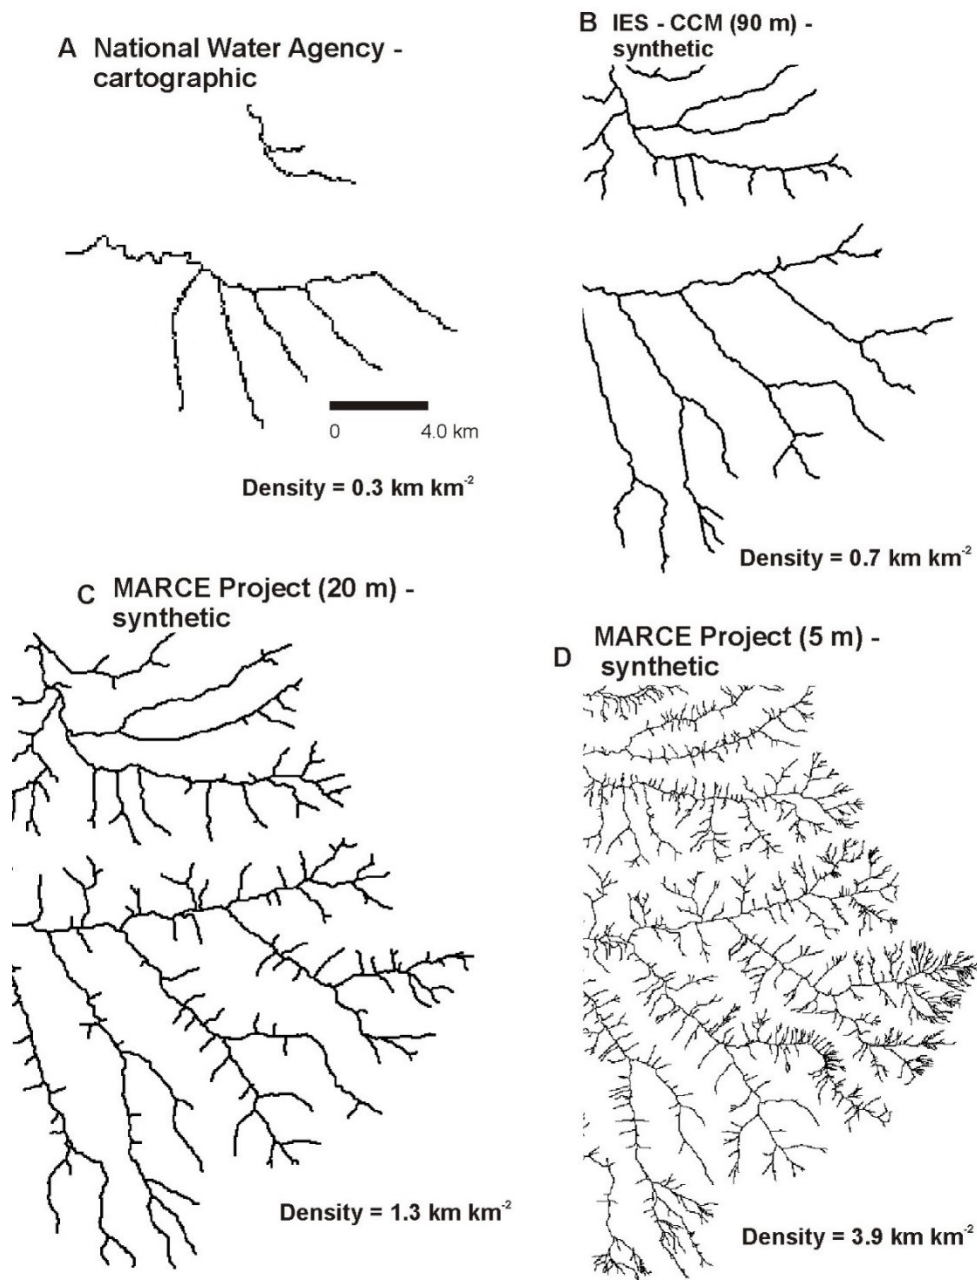 A National Water Agency -
cartographic
0 4.0 km
Density = 0.3 km km-2
B IES - CCM (90 m) -
synthetic
Density = 0.7 km km-2
C MARCE Project (20 m) -
synthetic
Density = 1.3 km km-2
D MARCE Project (5 m) -
synthetic
Density = 3.9 km km-2